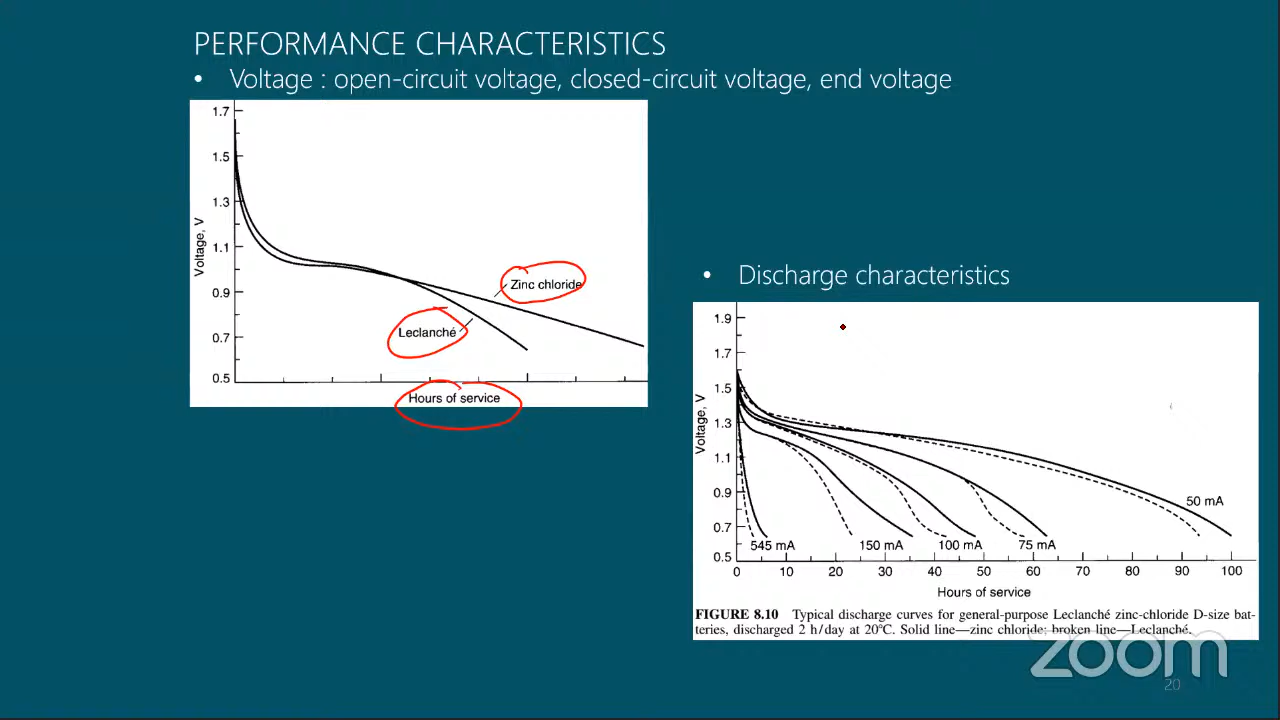 PERFORMANCE CHARACTERISTICS
• Voltage : open-circuit voltage, closed-circuit voltage, end voltage
1.7
1.5
1.3
1.1
0.9
0.7
0.5
Voltage, V
Zinc chloride
Leclanché
Hours of service
• Discharge characteristics
1.9
1.7
1.5
1.3
1.1
0.9
0.7
0.5
Voltage, V
50 mA
545 mA 150 mA 100 mA 75 mA
0 10 20 30 40 50 60 70 80 90 100
Hours of service
FIGURE 8.10 Typical discharge curves for general-purpose Leclanché zinc-chloride D-size bat-
teries, discharged 2 h/day at 20°C. Solid line—zinc chloride; broken line—Leclanché.
zoom
20